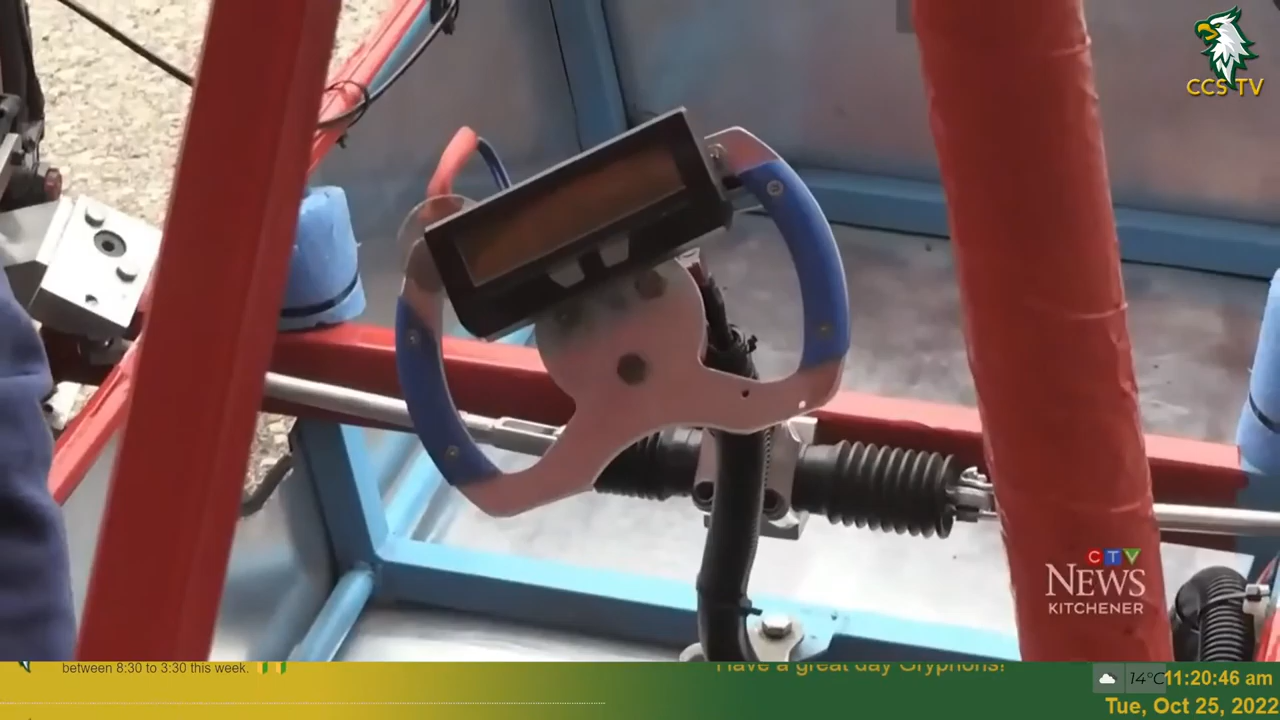 CCS TV
CTV
NEWS
KITCHENER
between 8:30 to 3:30 this week.
Have a great day Gryphons!
14°C
11:20:46 am
Tue, Oct 25, 2022